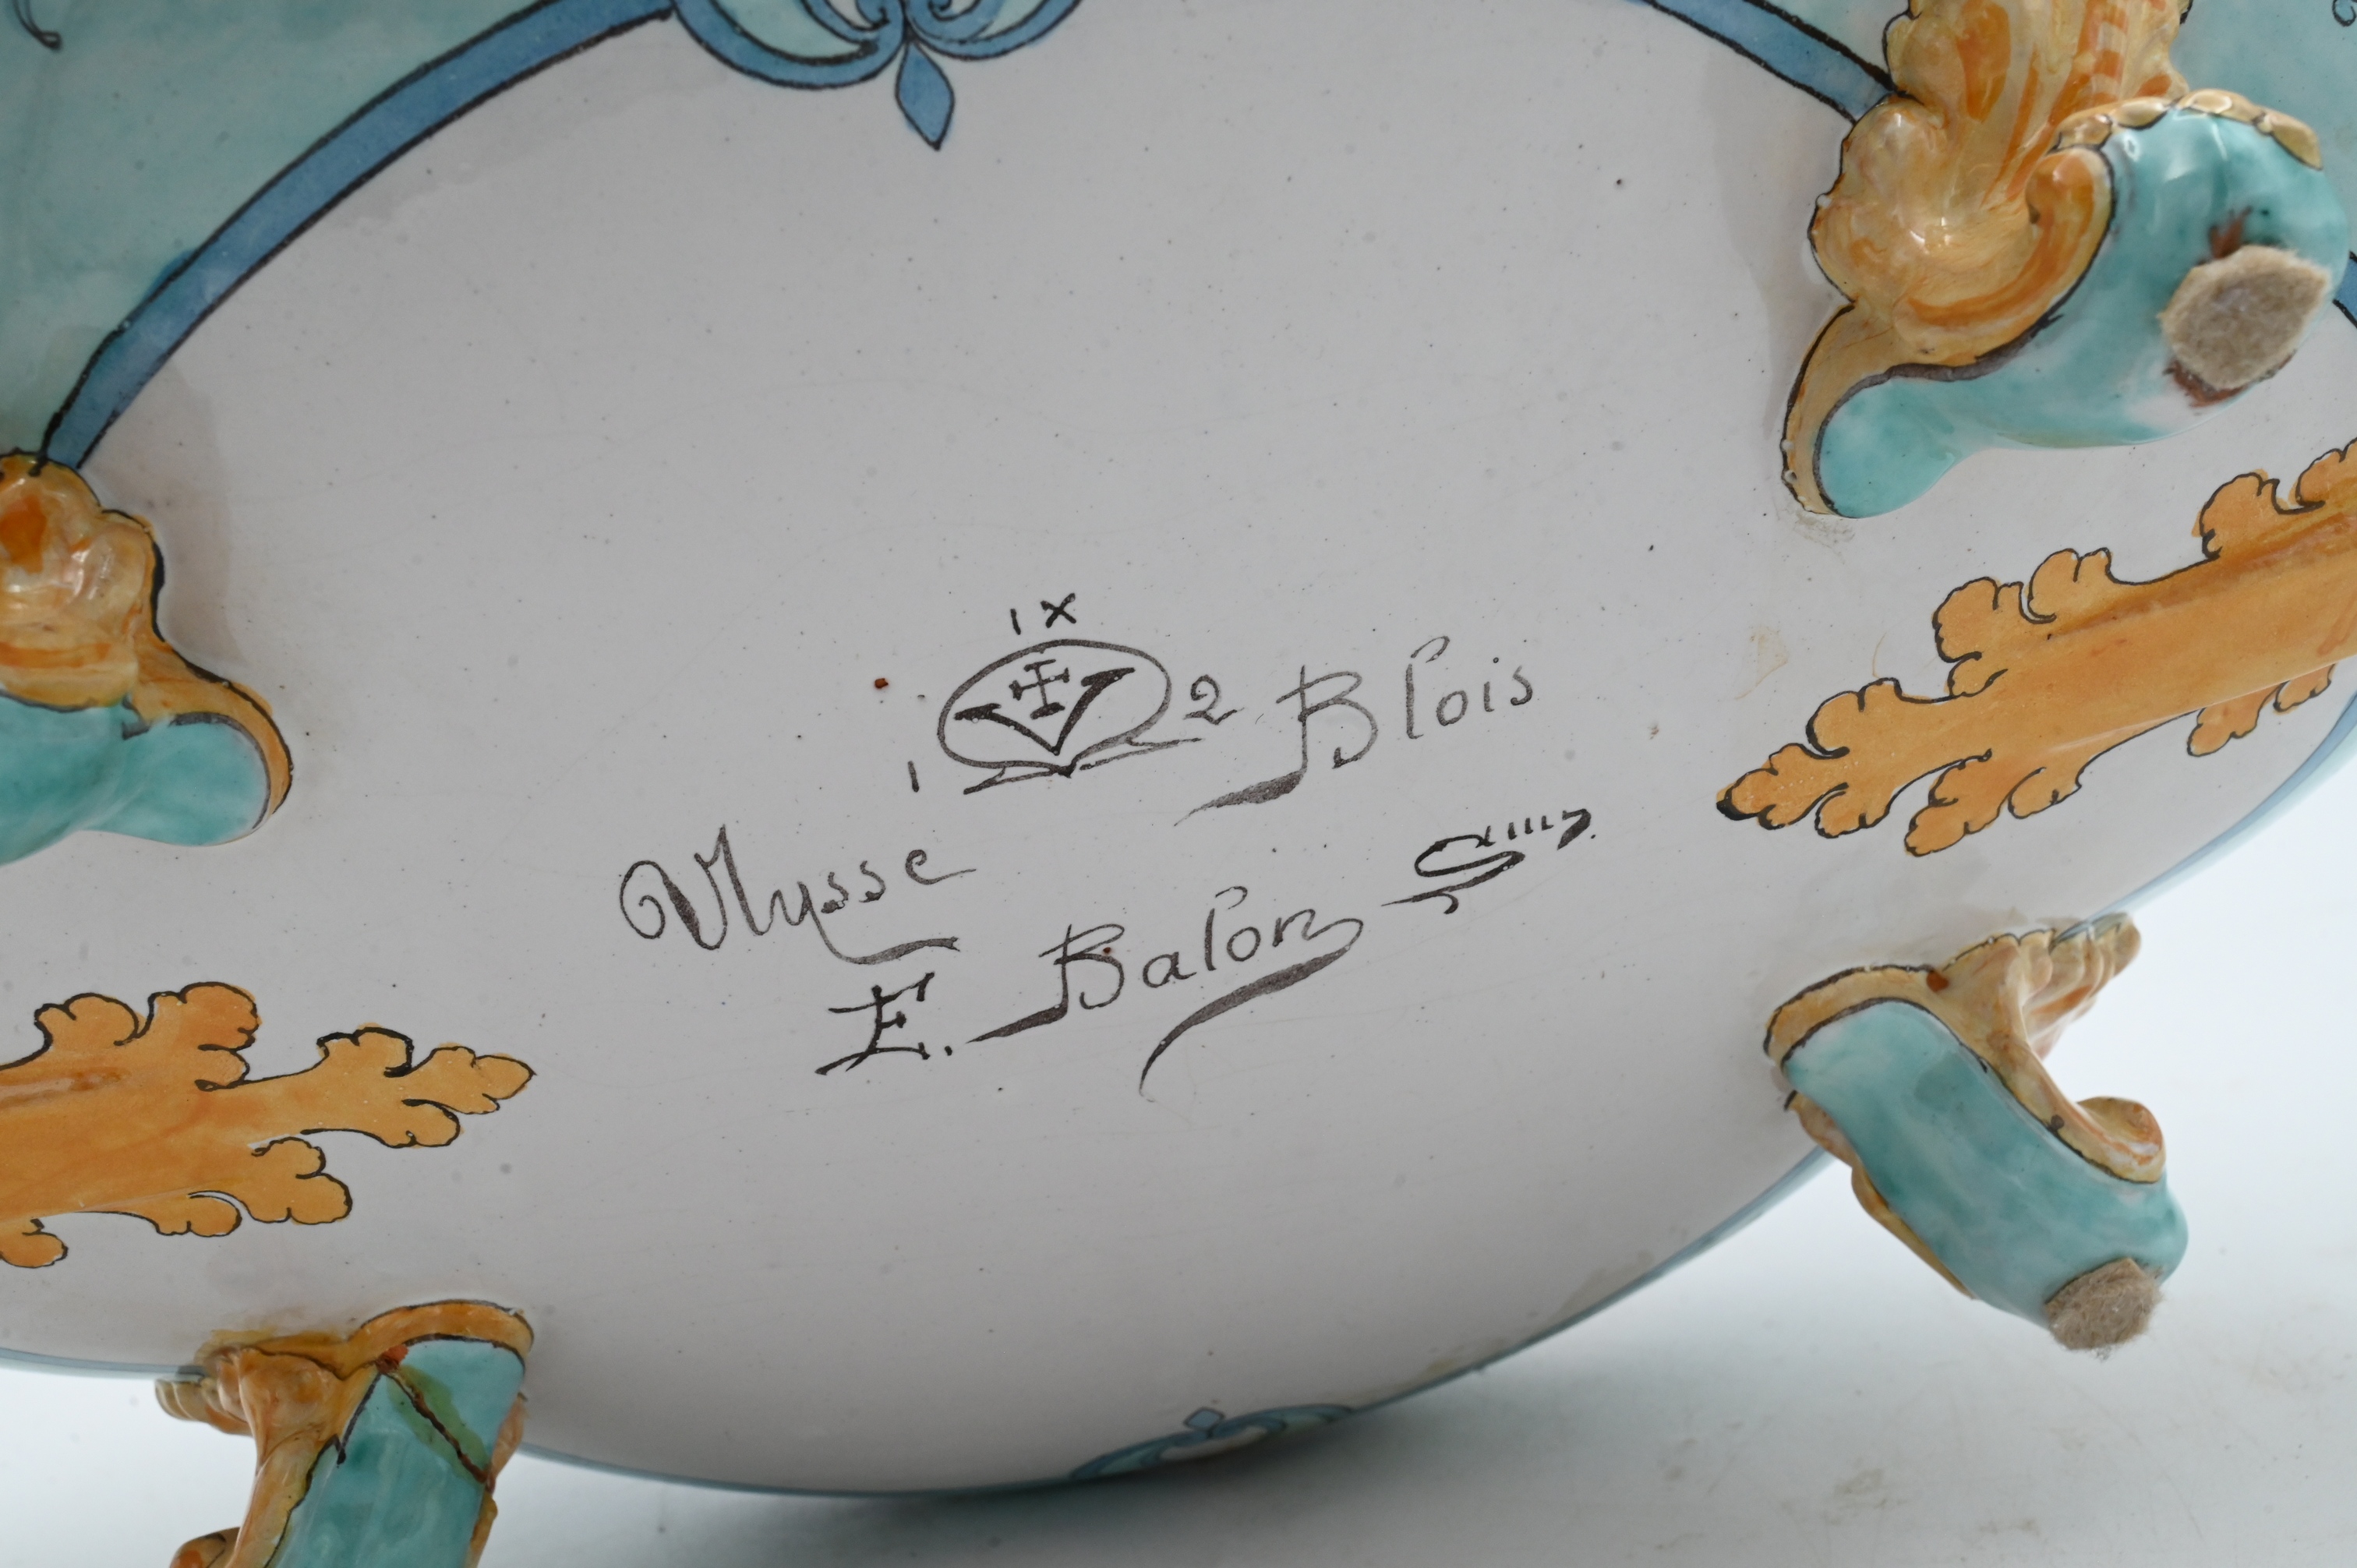 IX
1 V 2 Blois
Ulysse
E. Balon